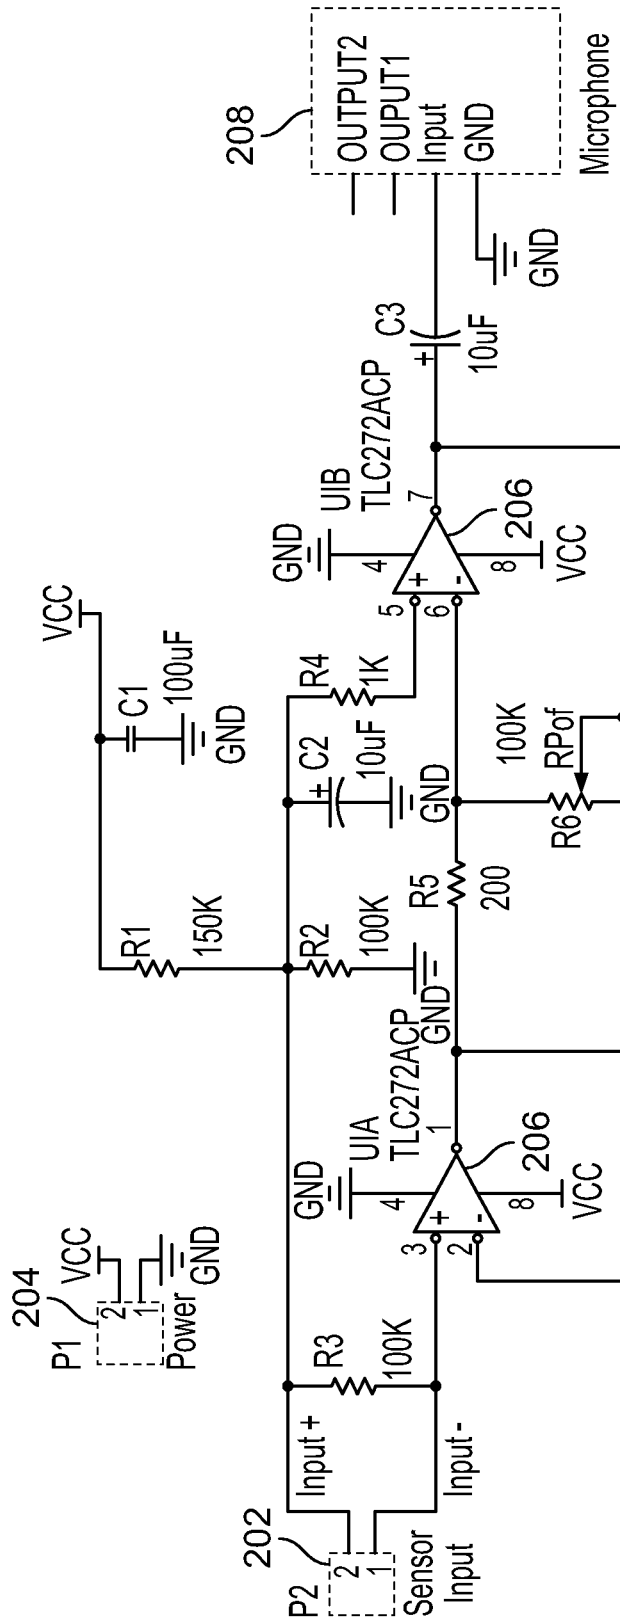 P1
204
2
1
VCC
GND
Power
P2
202
2
1
Sensor
Input
Input +
Input -
R3
100K
3
2
+
-
GND
4
UIA
TLC272ACP
1
206
8
VCC
R1
150K
R2
100K
GND
VCC
C1
100uF
GND
C2
+
10uF
GND
R4
1K
R5
200
R6
RPof
100K
5
6
+
-
GND
4
UIB
TLC272ACP
7
206
8
VCC
C3
+
10uF
208
OUTPUT2
OUPUT1
Input
GND
GND
Microphone